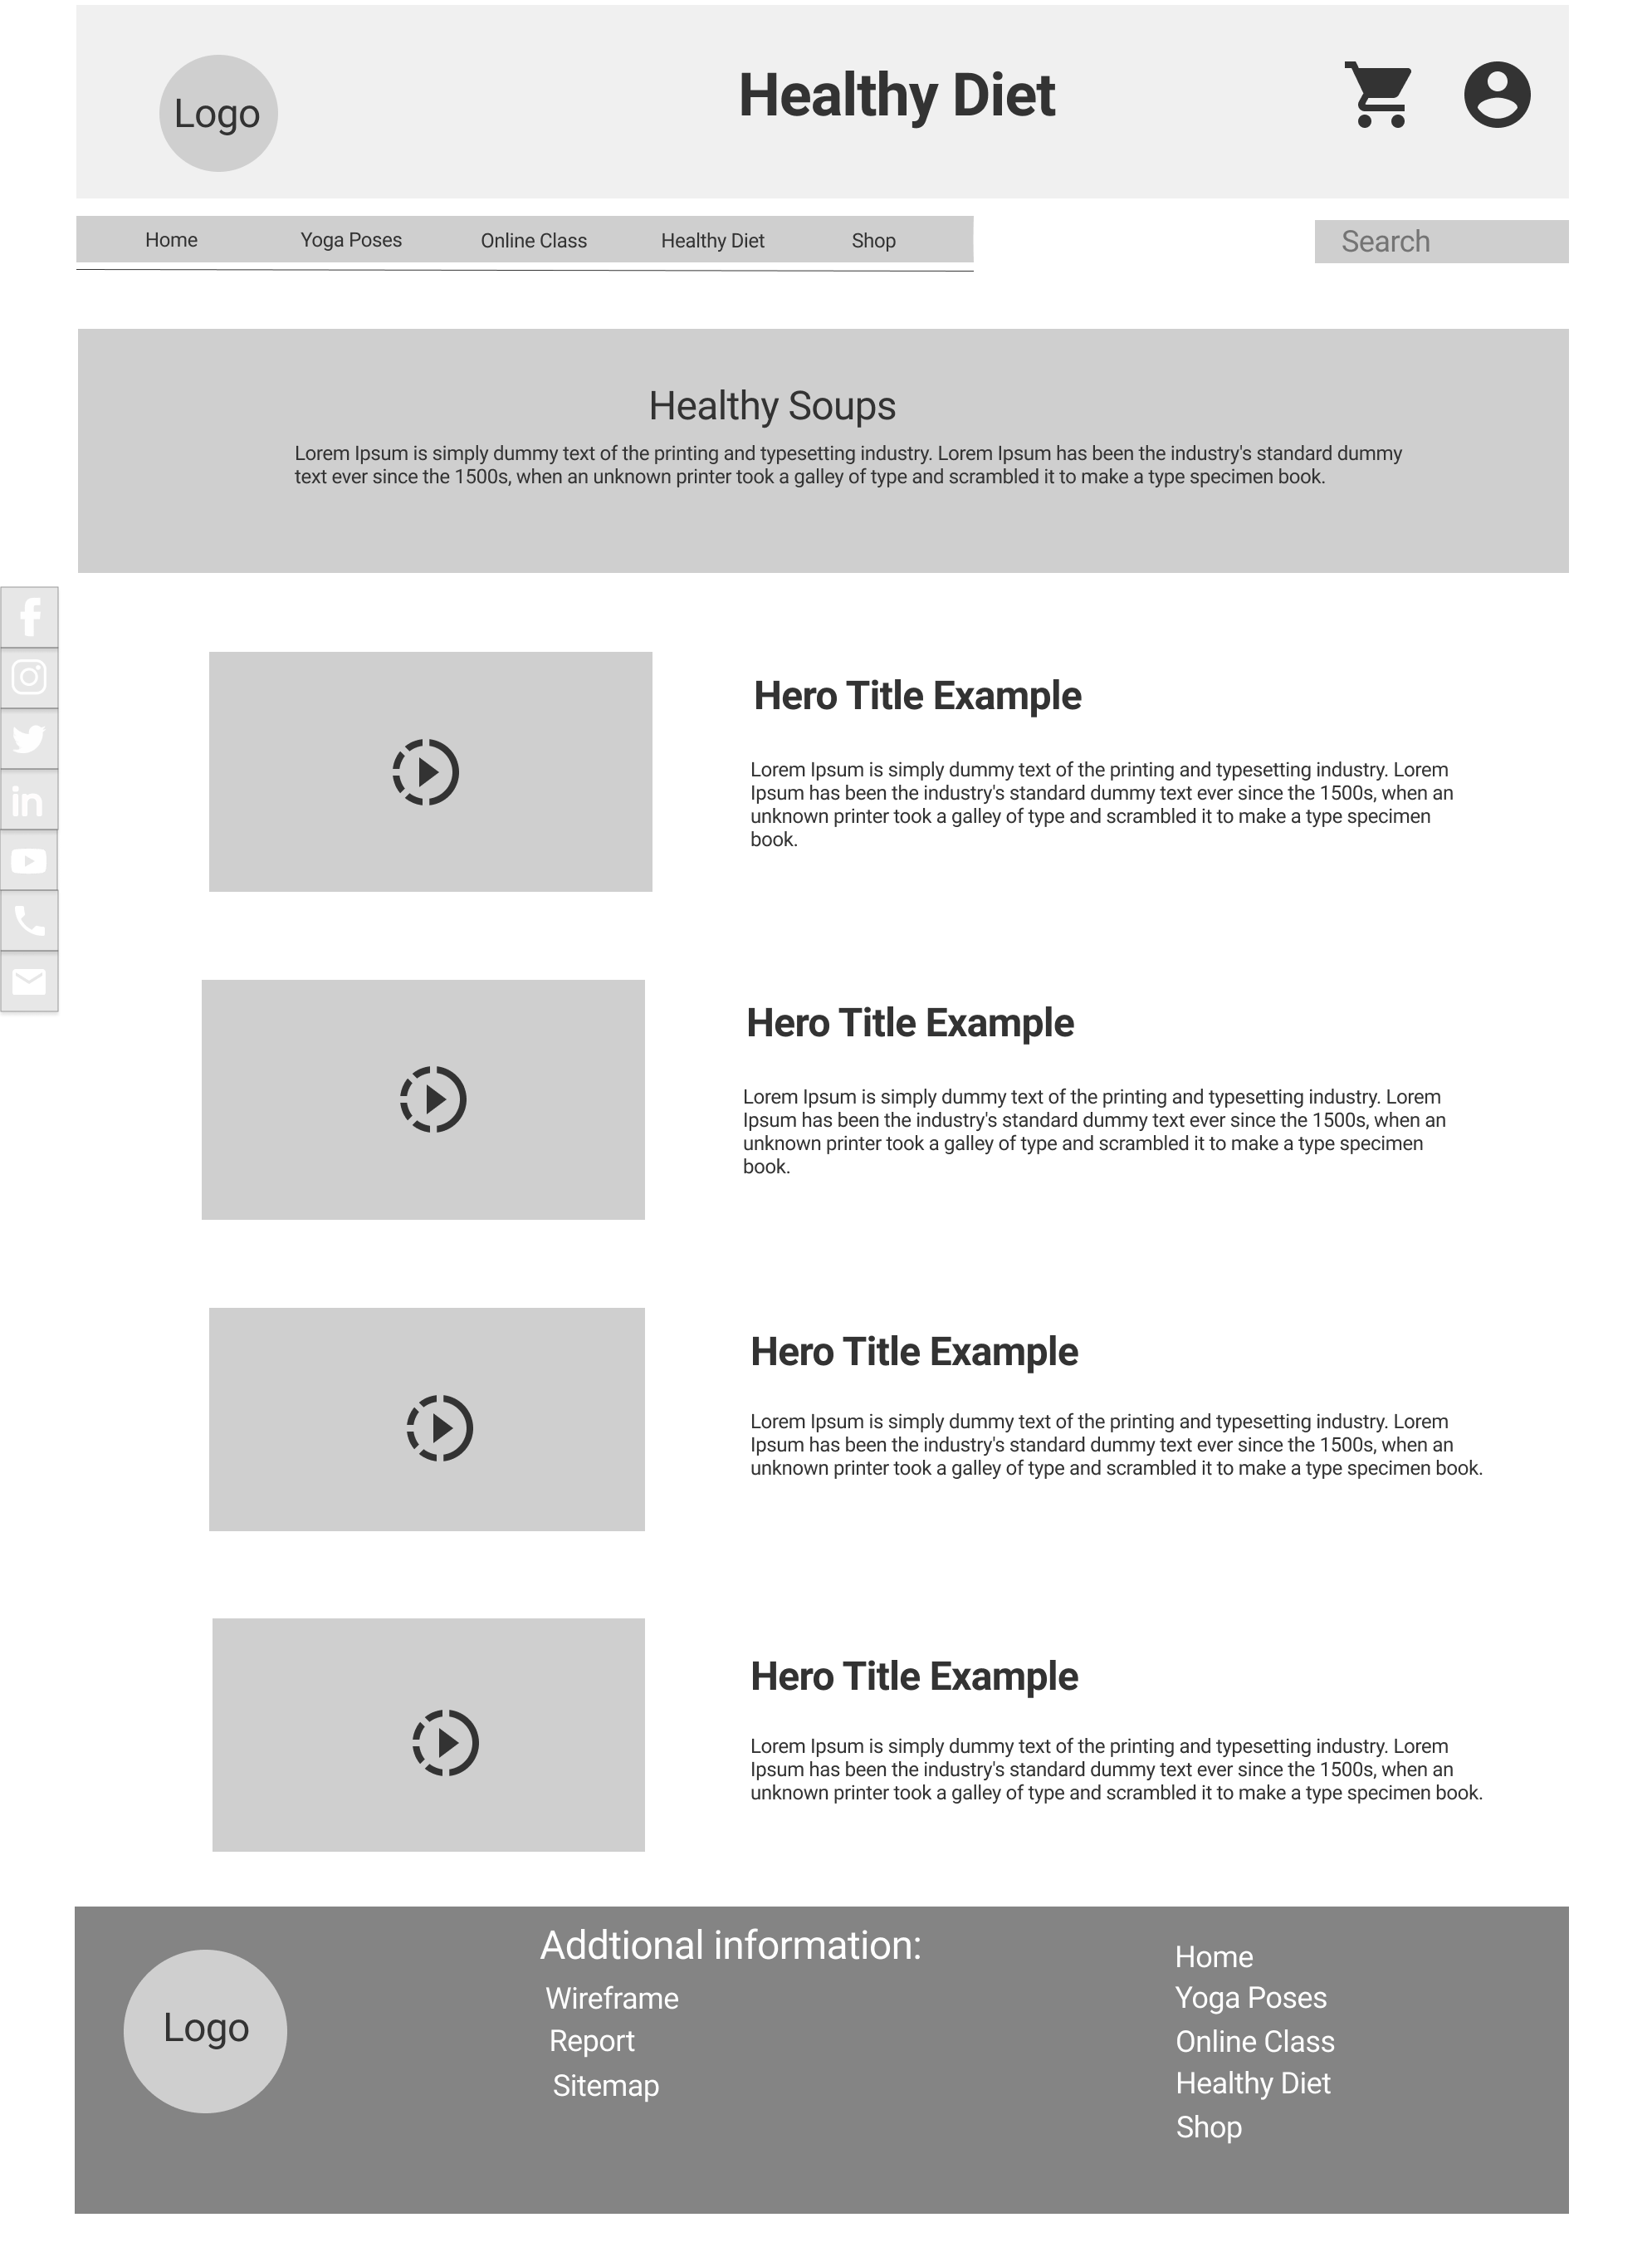 Logo
Healthy Diet
Home
Yoga Poses
Online Class
Healthy Diet
Shop
Search
Healthy Soups
Lorem Ipsum is simply dummy text of the printing and typesetting industry. Lorem Ipsum has been the industry's standard dummy
text ever since the 1500s, when an unknown printer took a galley of type and scrambled it to make a type specimen book.
Hero Title Example
Lorem Ipsum is simply dummy text of the printing and typesetting industry. Lorem
Ipsum has been the industry's standard dummy text ever since the 1500s, when an
unknown printer took a galley of type and scrambled it to make a type specimen
book.
Hero Title Example
Lorem Ipsum is simply dummy text of the printing and typesetting industry. Lorem
Ipsum has been the industry's standard dummy text ever since the 1500s, when an
unknown printer took a galley of type and scrambled it to make a type specimen
book.
Hero Title Example
Lorem Ipsum is simply dummy text of the printing and typesetting industry. Lorem
Ipsum has been the industry's standard dummy text ever since the 1500s, when an
unknown printer took a galley of type and scrambled it to make a type specimen book.
Hero Title Example
Lorem Ipsum is simply dummy text of the printing and typesetting industry. Lorem
Ipsum has been the industry's standard dummy text ever since the 1500s, when an
unknown printer took a galley of type and scrambled it to make a type specimen book.
Logo
Addtional information:
Wireframe
Report
Sitemap
Home
Yoga Poses
Online Class
Healthy Diet
Shop